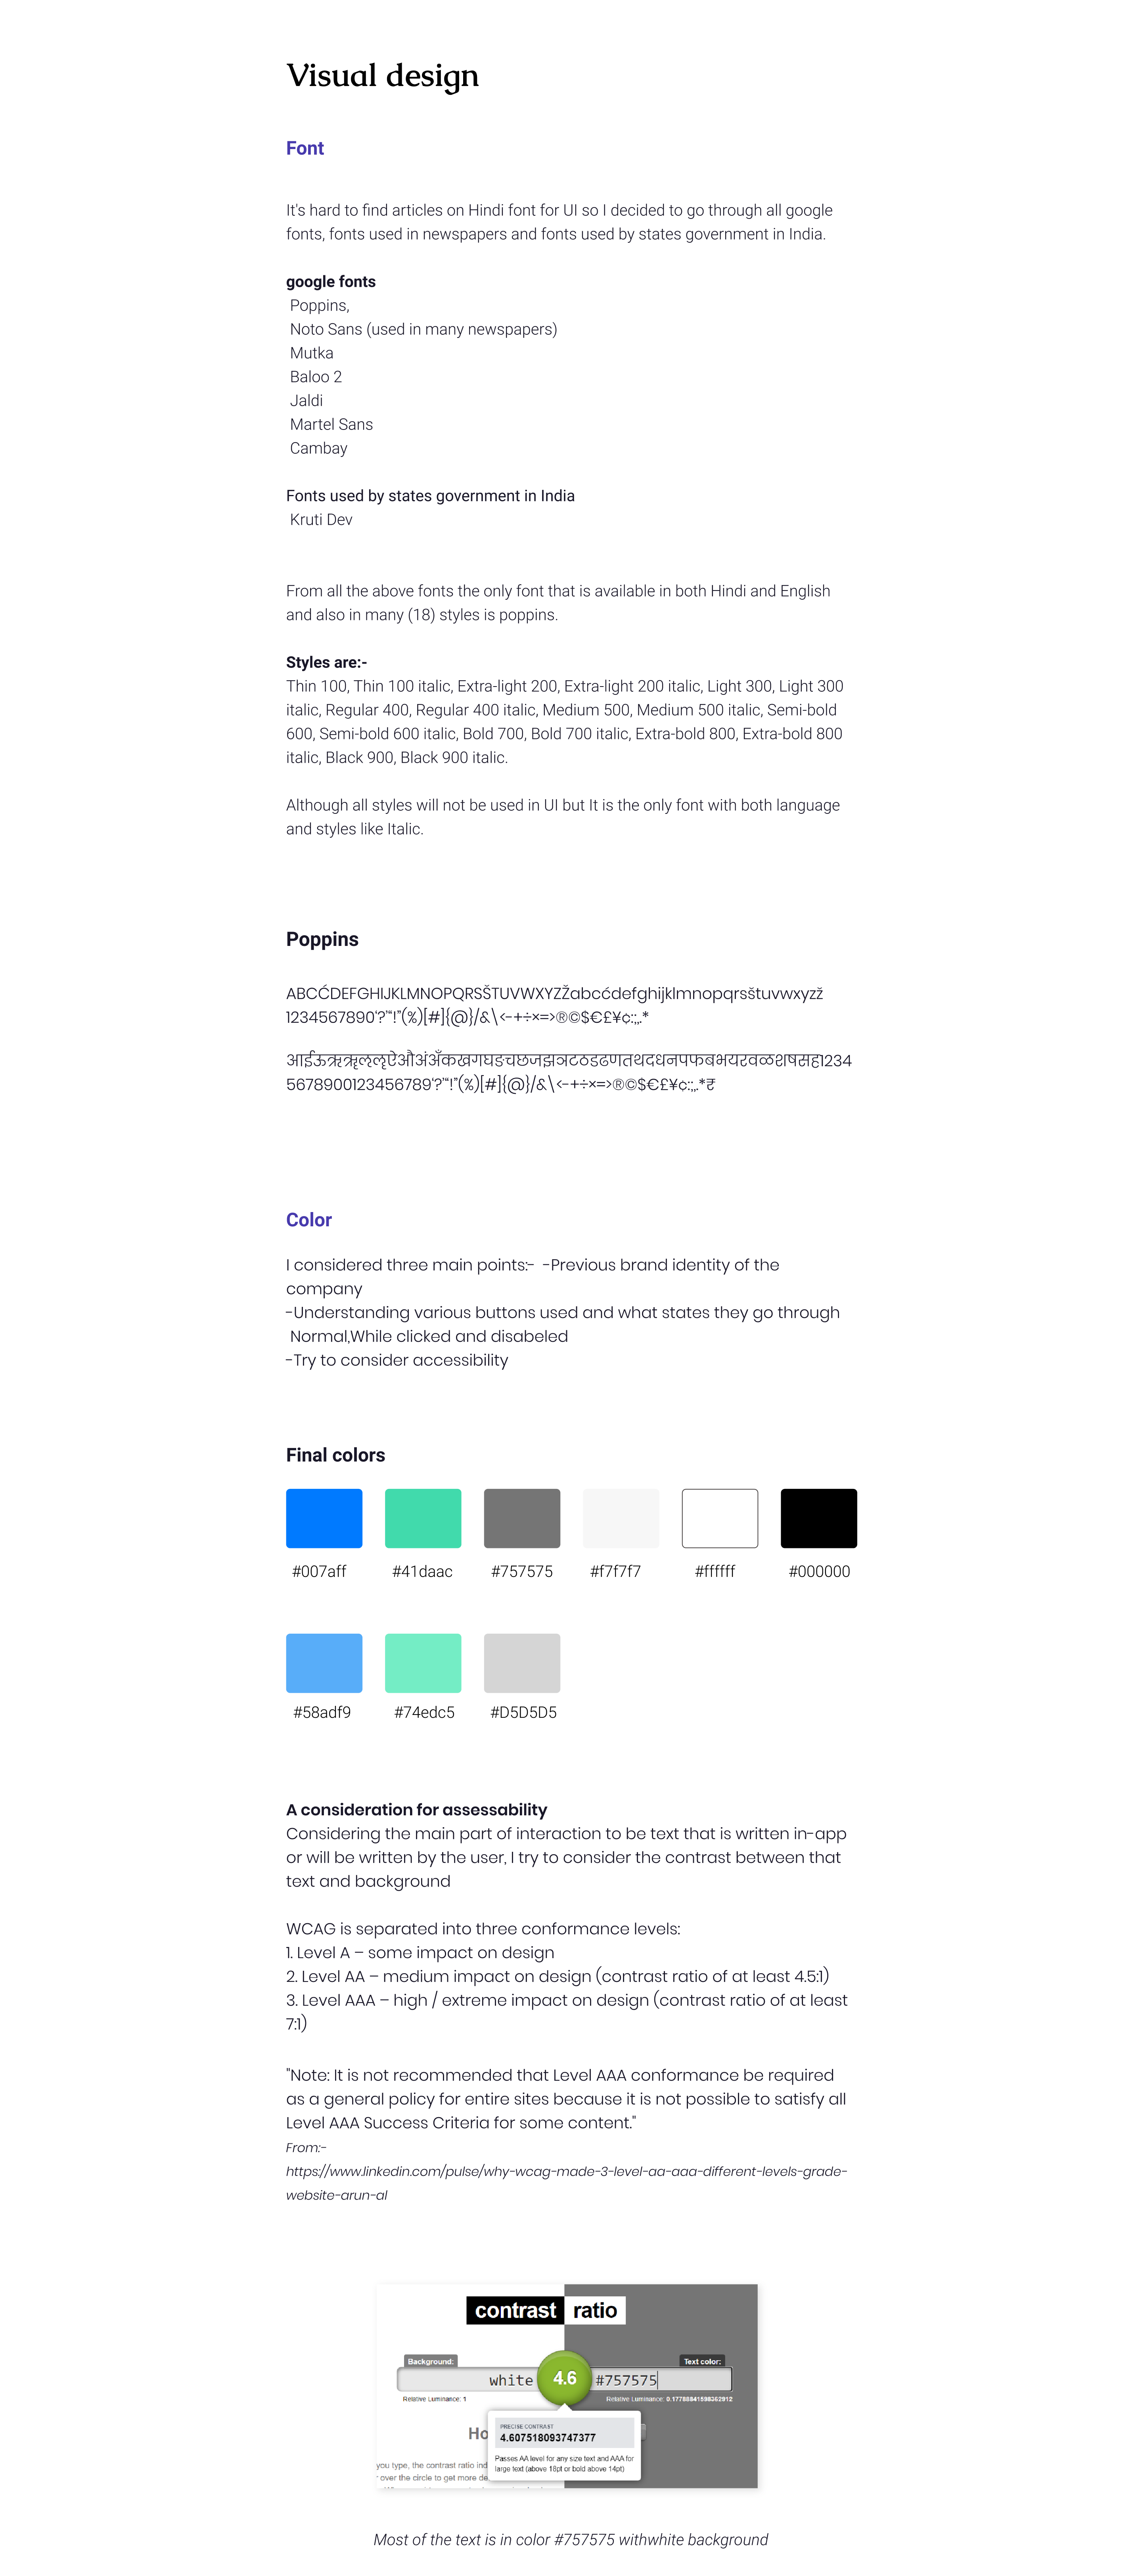 Visual design
Font
It's hard to find articles on Hindi font for UI so I decided to go through all google
fonts, fonts used in newspapers and fonts used by states government in India.
google fonts
Poppins,
Noto Sans (used in many newspapers)
Mutka
Baloo 2
Jaldi
Martel Sans
Cambay
Fonts used by states government in India
Kruti Dev
From all the above fonts the only font that is available in both Hindi and English
and also in many (18) styles is poppins.
Styles are:-
Thin 100, Thin 100 italic, Extra-light 200, Extra-light 200 italic, Light 300, Light 300
italic, Regular 400, Regular 400 italic, Medium 500, Medium 500 italic, Semi-bold
600, Semi-bold 600 italic, Bold 700, Bold 700 italic, Extra-bold 800, Extra-bold 800
italic, Black 900, Black 900 italic.
Although all styles will not be used in UI but It is the only font with both language
and styles like Italic.
Poppins
ABCĆDEFGHIJKLMNOPQRSŠTUVWXYZŽabcćdefghijklmnopqrsštuvwxyzž
1234567890‘?’“!”(%)[#]{@}/&\<-+÷×=>®©$€£¥¢:;,.*
आईऊऋॠऌॡऐऔअंअँकखगघङचछजझञटठडढणतथदधनपफबभयरवळशषसह1234
5678900123456789‘?’“!”(%)[#]{@}/&\<-+÷×=>®©$€£¥¢:;,.*₹
Color
I considered three main points:- -Previous brand identity of the
company
-Understanding various buttons used and what states they go through
Normal,While clicked and disabeled
-Try to consider accessibility
Final colors
#007aff #41daac #757575 #f7f7f7 #ffffff #000000
#58adf9 #74edc5 #D5D5D5
A consideration for assessability
Considering the main part of interaction to be text that is written in-app
or will be written by the user, I try to consider the contrast between that
text and background
WCAG is separated into three conformance levels:
1. Level A – some impact on design
2. Level AA – medium impact on design (contrast ratio of at least 4.5:1)
3. Level AAA – high / extreme impact on design (contrast ratio of at least
7:1)
"Note: It is not recommended that Level AAA conformance be required
as a general policy for entire sites because it is not possible to satisfy all
Level AAA Success Criteria for some content."
From:-
https://www.linkedin.com/pulse/why-wcag-made-3-level-aa-aaa-different-levels-grade-
website-arun-al
contrast ratio
Background: Text color:
white 4.6 #757575
Relative Luminance: 1 Relative Luminance: 0.17788841598362912
Ho
PRECISE CONTRAST
4.607518093747377
Passes AA level for any size text and AAA for
large text (above 18pt or bold above 14pt)
you type, the contrast ratio ind
over the circle to get more de
Most of the text is in color #757575 withwhite background